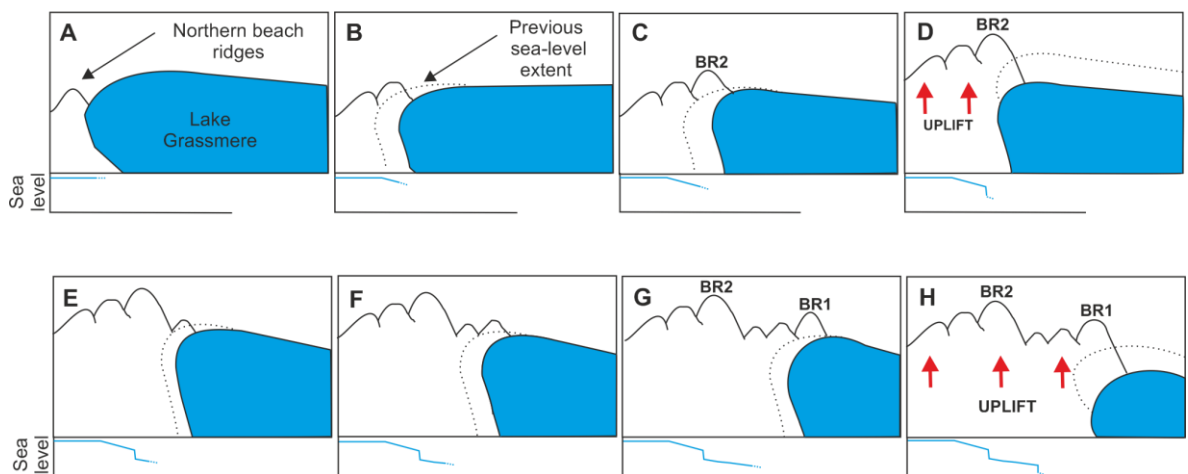 A
Northern beach
ridges
Lake
Grassmere
B
Previous
sea-level
extent
C
BR2
D
BR2
UPLIFT
Sea
level
E
F
G
BR2
BR1
H
BR2
BR1
UPLIFT
Sea
level